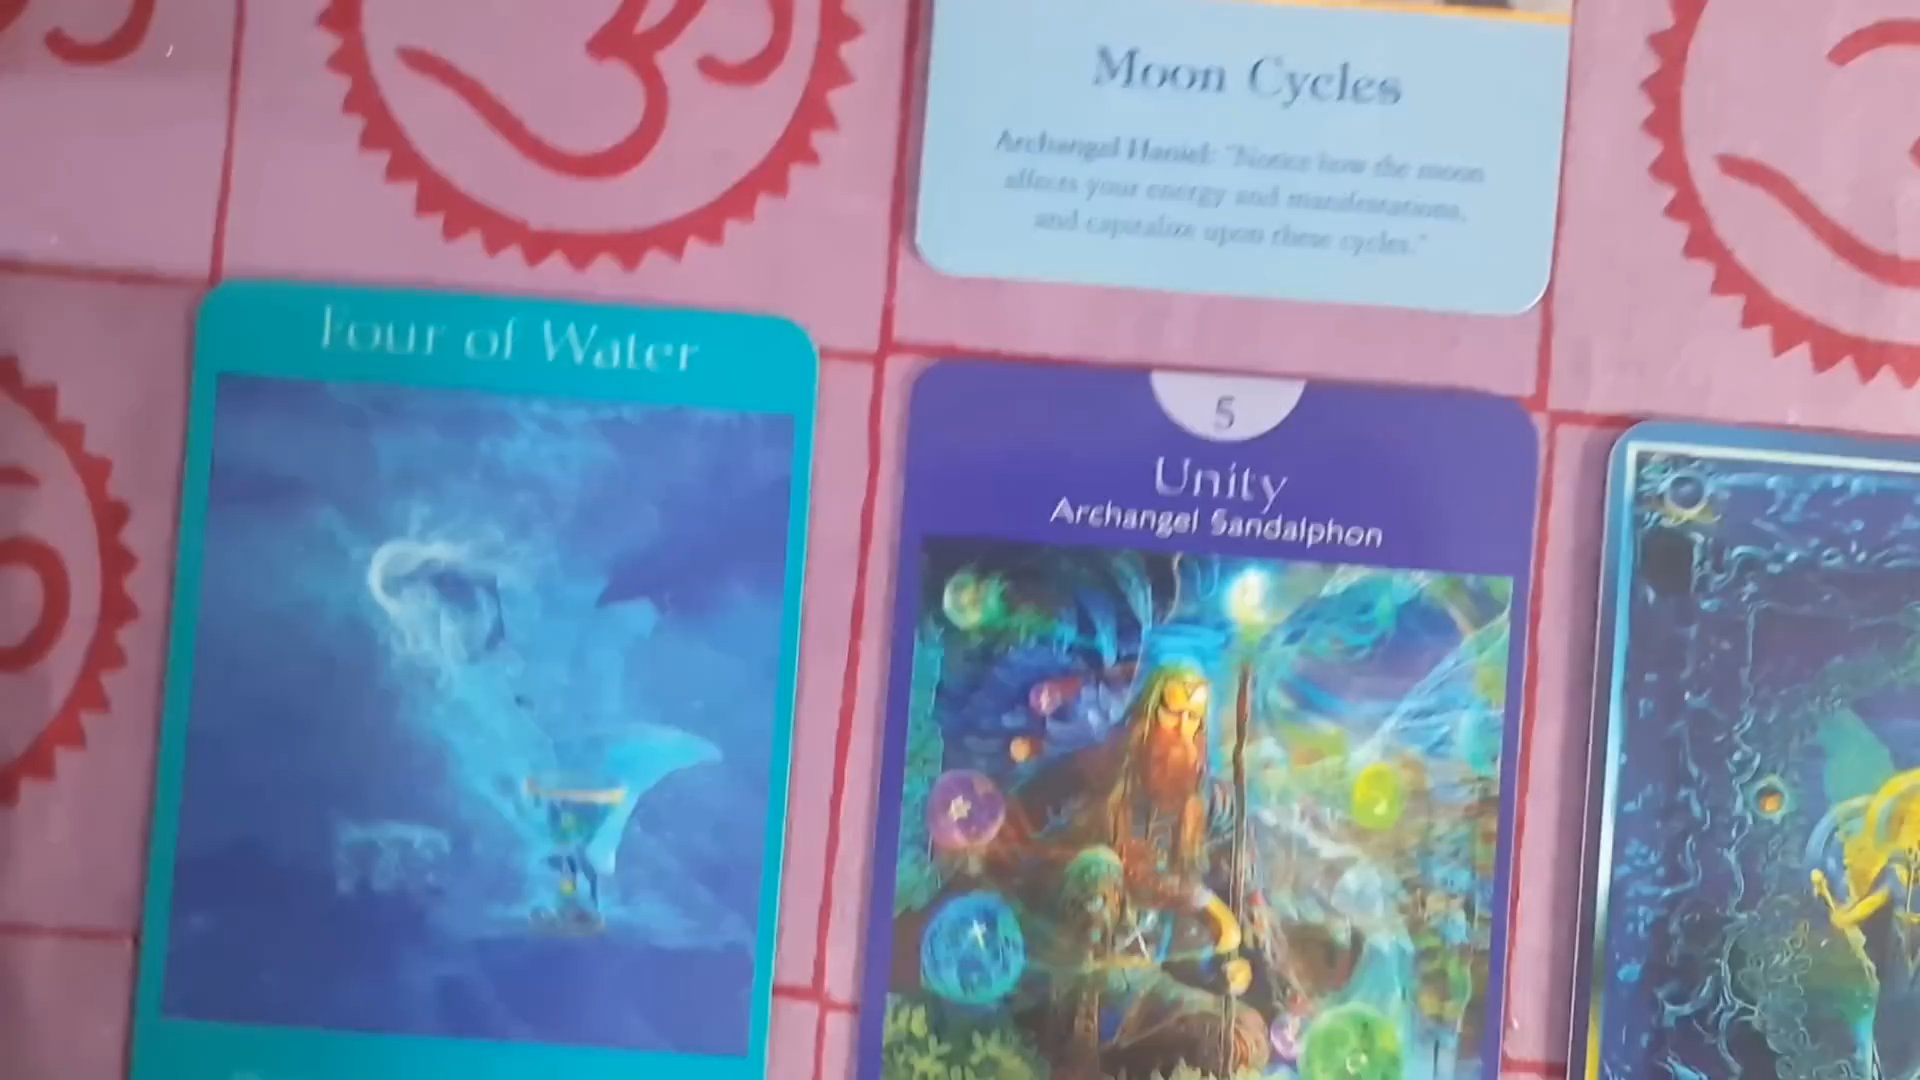 Moon Cycles
Archangel Haniel: "Notice how the moon
affects your energy and manifestations,
and capitalize upon these cycles."
Four of Water
5
Unity
Archangel Sandalphon